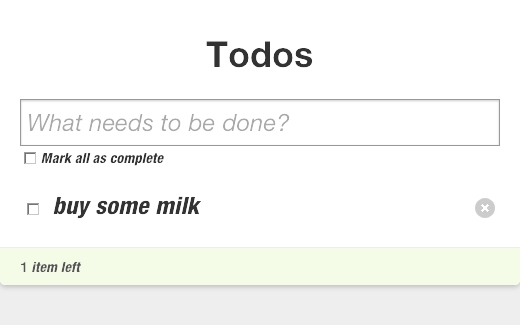 Todos
What needs to be done?
Mark all as complete
buy some milk
1 item left